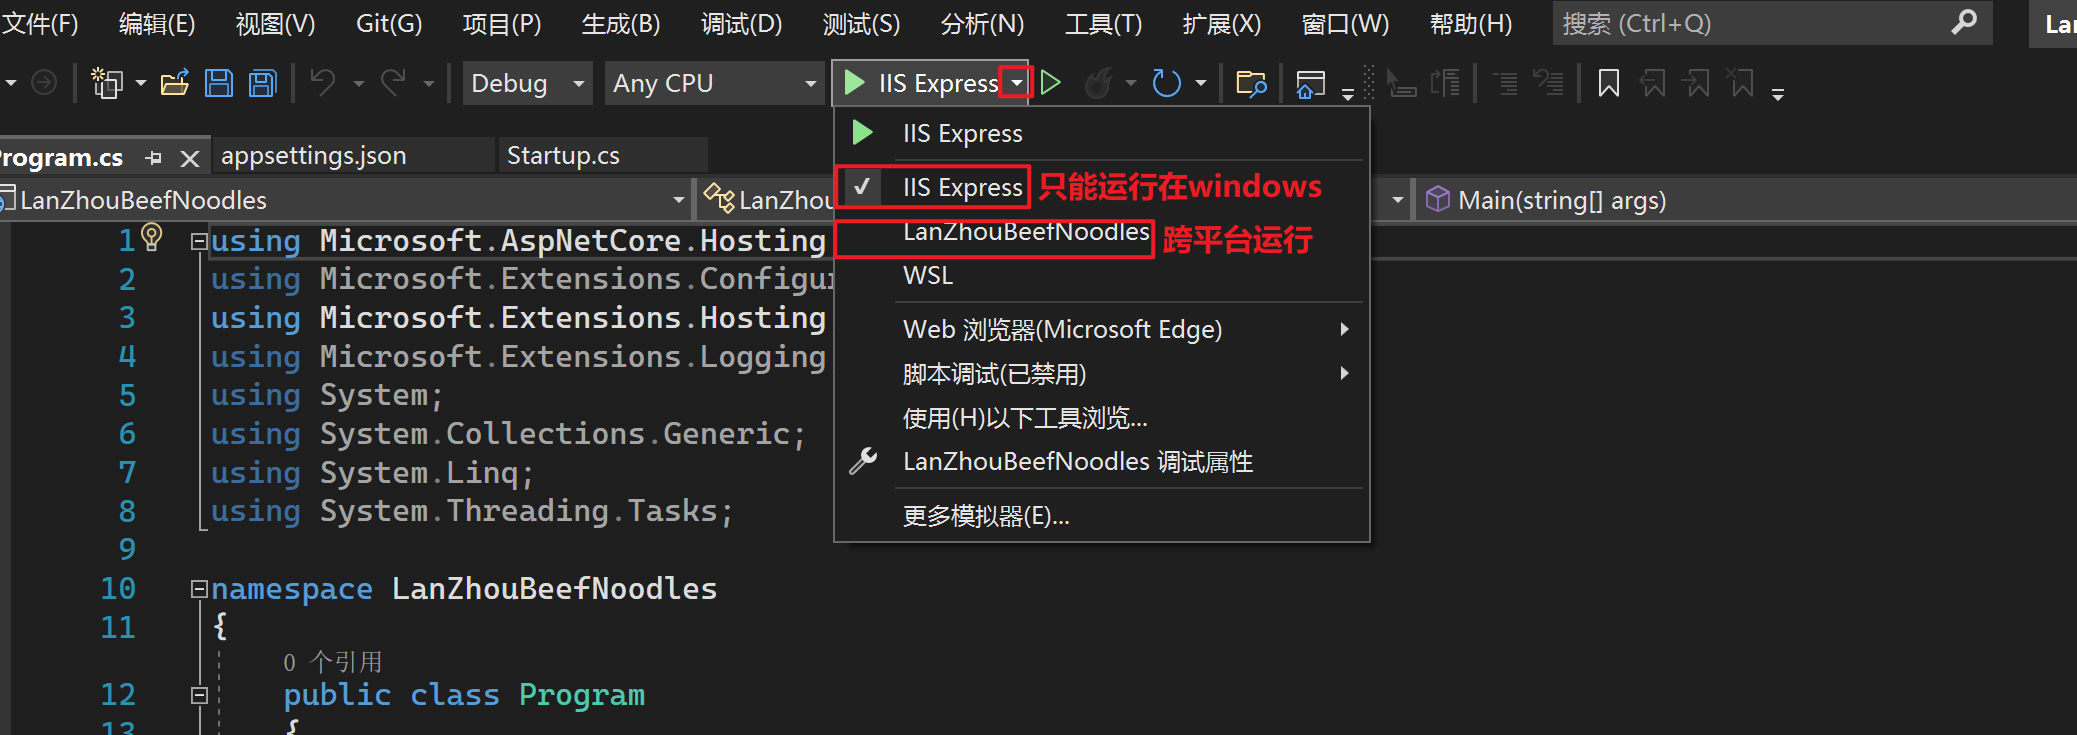 文件(F) 编辑(E) 视图(V) Git(G) 项目(P) 生成(B) 调试(D) 测试(S) 分析(N) 工具(T) 扩展(X) 窗口(W) 帮助(H) 搜索 (Ctrl+Q) Lan
Debug Any CPU IIS Express
rogram.cs appsettings.json Startup.cs
LanZhouBeefNoodles LanZhou Main(string[] args)
IIS Express
IIS Express 只能运行在windows
LanZhouBeefNoodles 跨平台运行
WSL
Web 浏览器(Microsoft Edge)
脚本调试(已禁用)
使用(H)以下工具浏览...
LanZhouBeefNoodles 调试属性
更多模拟器(E)...
1 using Microsoft.AspNetCore.Hosting
2 using Microsoft.Extensions.Configur
3 using Microsoft.Extensions.Hosting
4 using Microsoft.Extensions.Logging
5 using System;
6 using System.Collections.Generic;
7 using System.Linq;
8 using System.Threading.Tasks;
9
10 namespace LanZhouBeefNoodles
11 {
0 个引用
12 public class Program
13 {